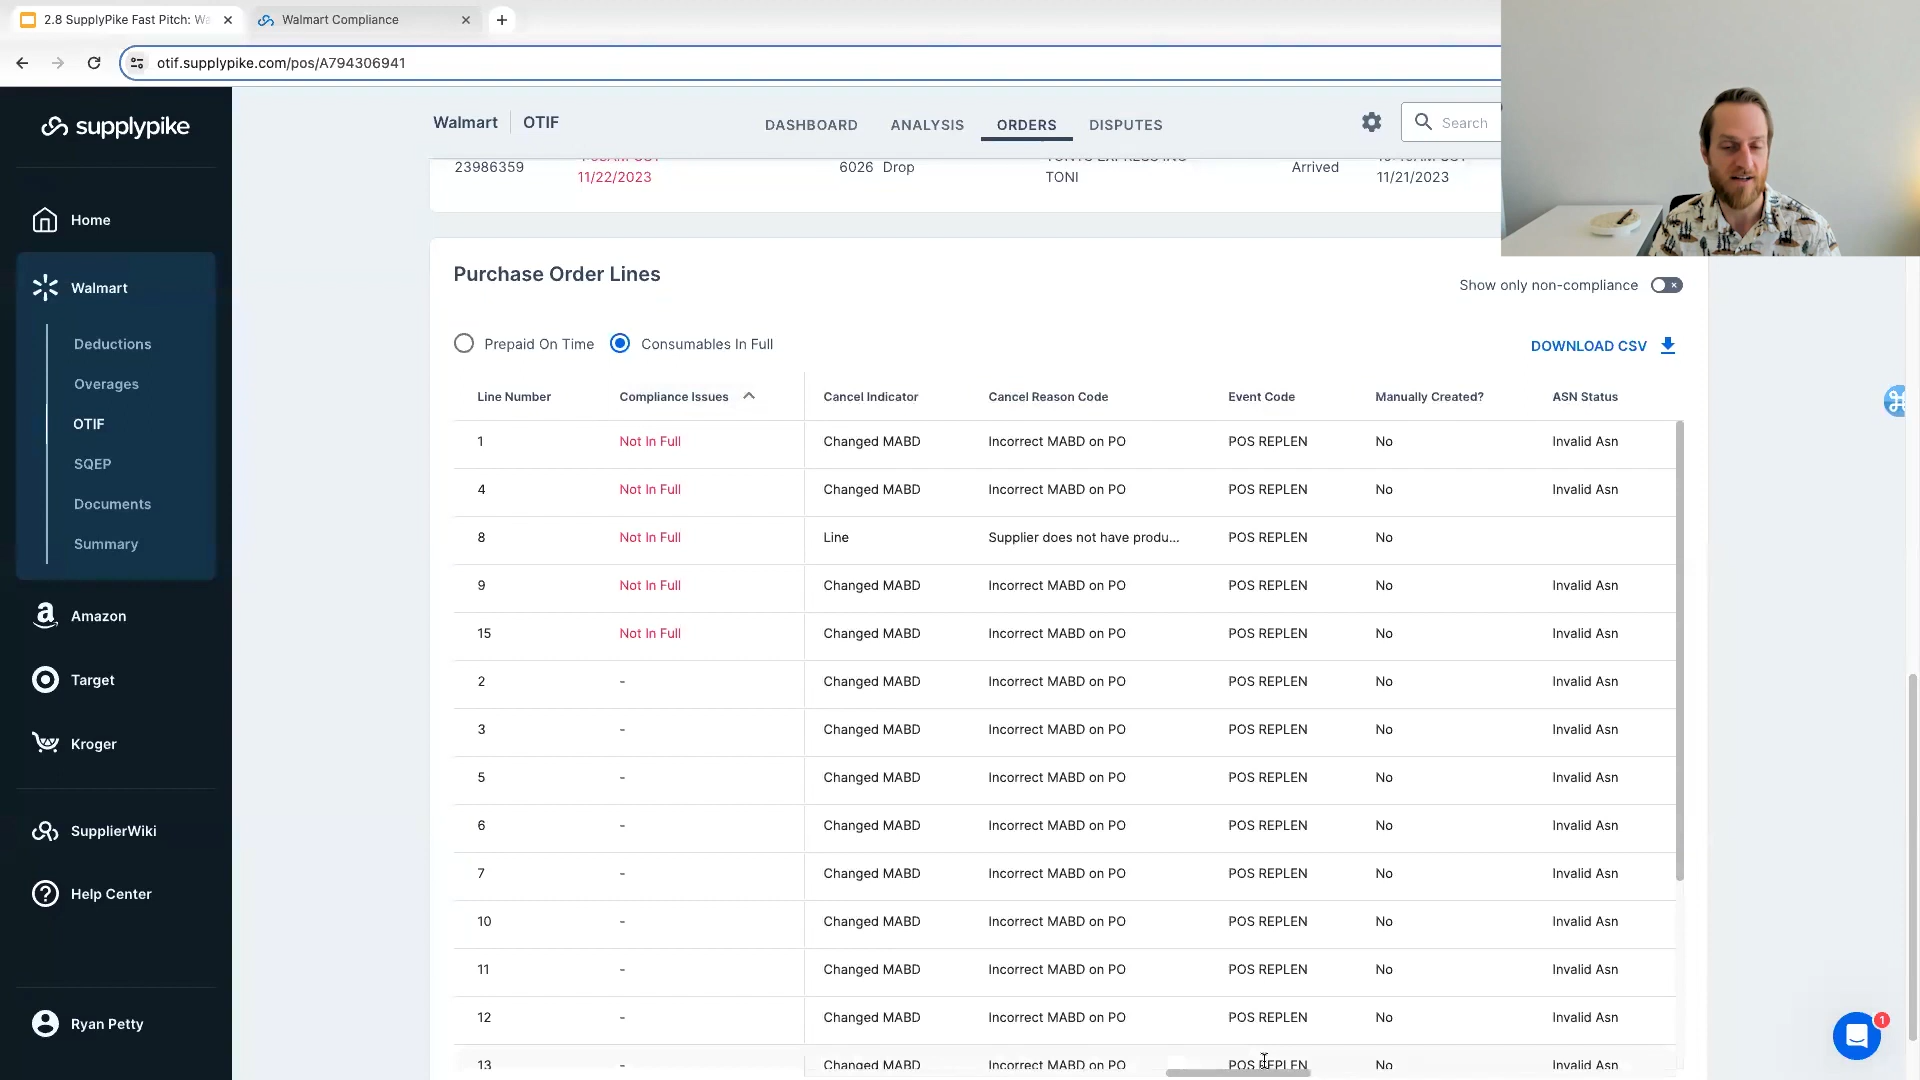 2.8 SupplyPike Fast Pitch: Wa
Walmart Compliance
otif.supplypike.com/pos/A794306941
supplypike
Home
Walmart
Deductions
Overages
OTIF
SQEP
Documents
Summary
Amazon
Target
Kroger
SupplierWiki
Help Center
Ryan Petty
Walmart OTIF DASHBOARD ANALYSIS ORDERS DISPUTES Search
23986359 11/22/2023 6026 Drop TONI Arrived 11/21/2023
Purchase Order Lines
Show only non-compliance
Prepaid On Time Consumables In Full DOWNLOAD CSV
Line Number Compliance Issues Cancel Indicator Cancel Reason Code Event Code Manually Created? ASN Status
1 Not In Full Changed MABD Incorrect MABD on PO POS REPLEN No Invalid Asn
4 Not In Full Changed MABD Incorrect MABD on PO POS REPLEN No Invalid Asn
8 Not In Full Line Supplier does not have produ... POS REPLEN No
9 Not In Full Changed MABD Incorrect MABD on PO POS REPLEN No Invalid Asn
15 Not In Full Changed MABD Incorrect MABD on PO POS REPLEN No Invalid Asn
2 - Changed MABD Incorrect MABD on PO POS REPLEN No Invalid Asn
3 - Changed MABD Incorrect MABD on PO POS REPLEN No Invalid Asn
5 - Changed MABD Incorrect MABD on PO POS REPLEN No Invalid Asn
6 - Changed MABD Incorrect MABD on PO POS REPLEN No Invalid Asn
7 - Changed MABD Incorrect MABD on PO POS REPLEN No Invalid Asn
10 - Changed MABD Incorrect MABD on PO POS REPLEN No Invalid Asn
11 - Changed MABD Incorrect MABD on PO POS REPLEN No Invalid Asn
12 - Changed MABD Incorrect MABD on PO POS REPLEN No Invalid Asn
13 - Changed MABD Incorrect MABD on PO POS REPLEN No Invalid Asn
1